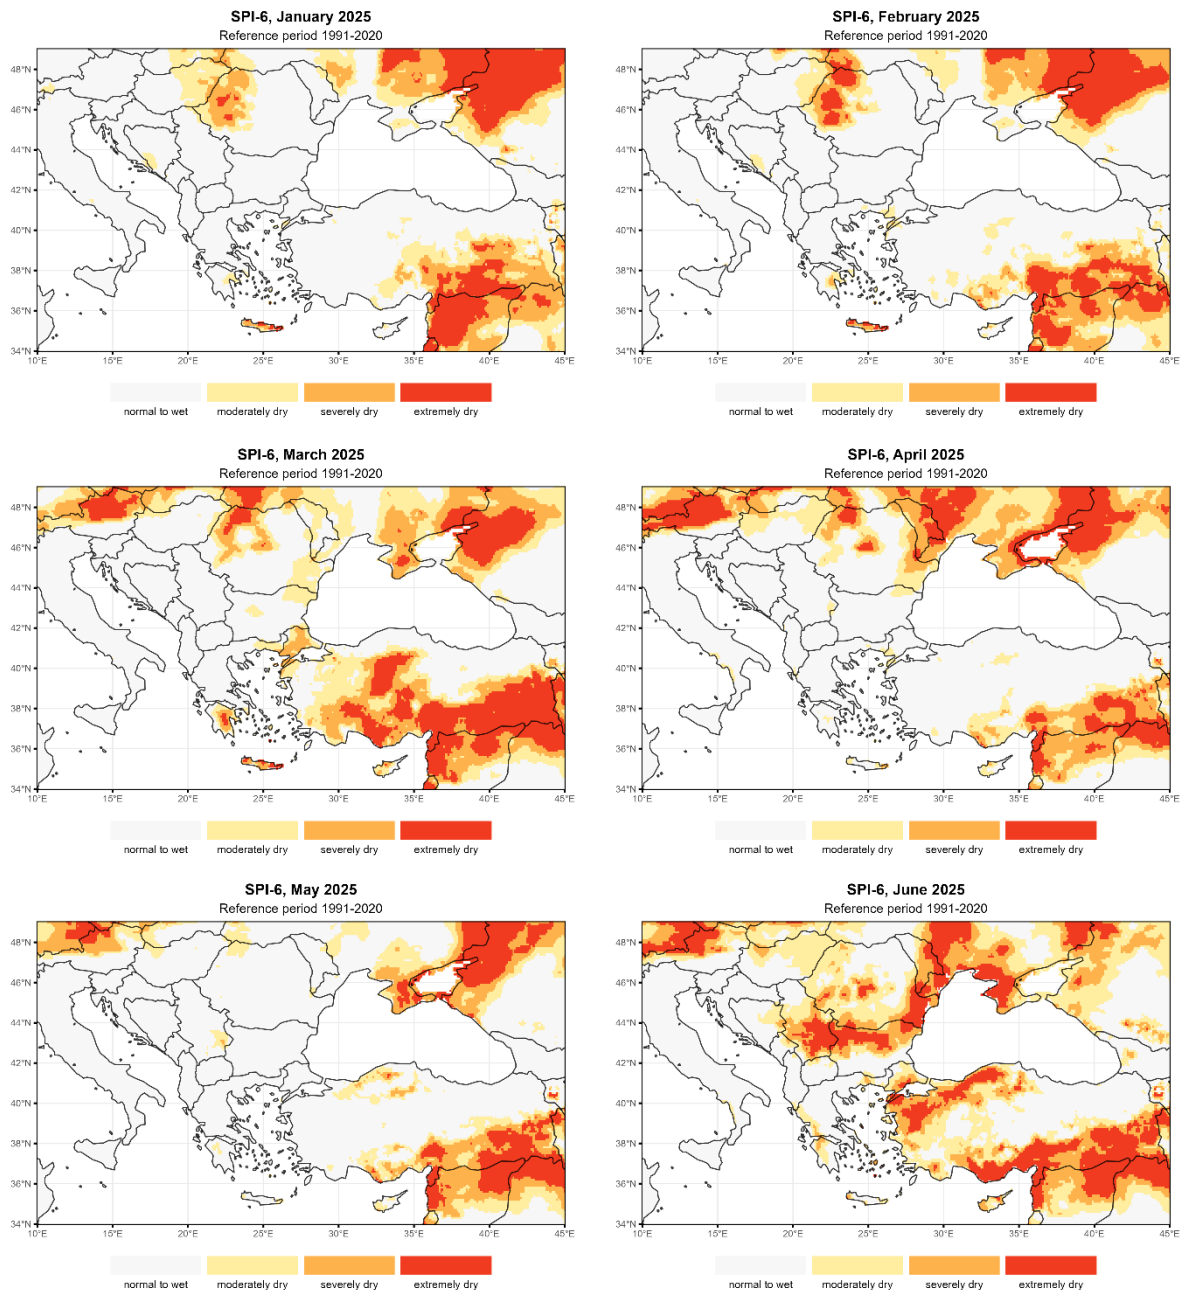 SPI-6, January 2025
Reference period 1991-2020
48°N
46°N
44°N
42°N
40°N
38°N
36°N
34°N
10°E 15°E 20°E 25°E 30°E 35°E 40°E 45°E
normal to wet moderately dry severely dry extremely dry
SPI-6, February 2025
Reference period 1991-2020
48°N
46°N
44°N
42°N
40°N
38°N
36°N
34°N
10°E 15°E 20°E 25°E 30°E 35°E 40°E 45°E
normal to wet moderately dry severely dry extremely dry
SPI-6, March 2025
Reference period 1991-2020
48°N
46°N
44°N
42°N
40°N
38°N
36°N
34°N
10°E 15°E 20°E 25°E 30°E 35°E 40°E 45°E
normal to wet moderately dry severely dry extremely dry
SPI-6, April 2025
Reference period 1991-2020
48°N
46°N
44°N
42°N
40°N
38°N
36°N
34°N
10°E 15°E 20°E 25°E 30°E 35°E 40°E 45°E
normal to wet moderately dry severely dry extremely dry
SPI-6, May 2025
Reference period 1991-2020
48°N
46°N
44°N
42°N
40°N
38°N
36°N
34°N
10°E 15°E 20°E 25°E 30°E 35°E 40°E 45°E
normal to wet moderately dry severely dry extremely dry
SPI-6, June 2025
Reference period 1991-2020
48°N
46°N
44°N
42°N
40°N
38°N
36°N
34°N
10°E 15°E 20°E 25°E 30°E 35°E 40°E 45°E
normal to wet moderately dry severely dry extremely dry